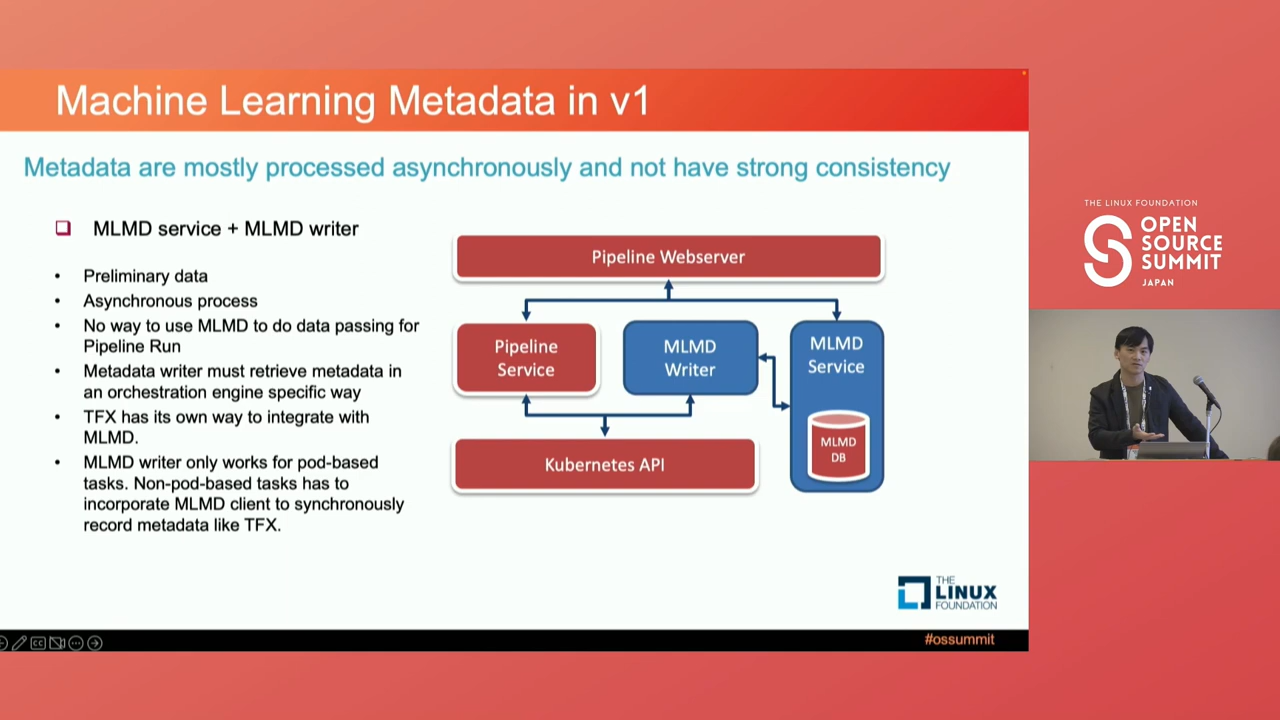 Machine Learning Metadata in v1
Metadata are mostly processed asynchronously and not have strong consistency
MLMD service + MLMD writer
• Preliminary data
• Asynchronous process
• No way to use MLMD to do data passing for
Pipeline Run
• Metadata writer must retrieve metadata in
an orchestration engine specific way
• TFX has its own way to integrate with
MLMD.
• MLMD writer only works for pod-based
tasks. Non-pod-based tasks has to
incorporate MLMD client to synchronously
record metadata like TFX.
Pipeline Webserver
Pipeline
Service
MLMD
Writer
MLMD
Service
MLMD
DB
Kubernetes API
THE
LINUX
FOUNDATION
CC
#ossummit
THE LINUX FOUNDATION
OPEN
SOURCE
SUMMIT
JAPAN